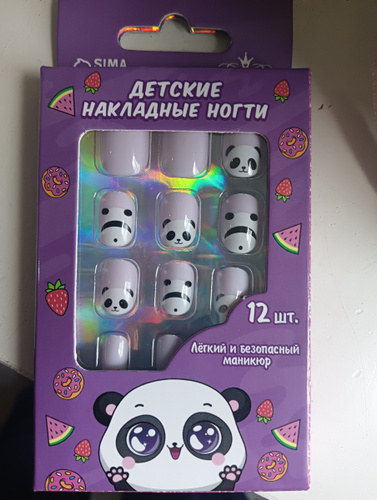 SIMA
ДЕТСКИЕ
НАКЛАДНЫЕ НОГТИ
12 шт.
Лёгкий и безопасный
маникюр